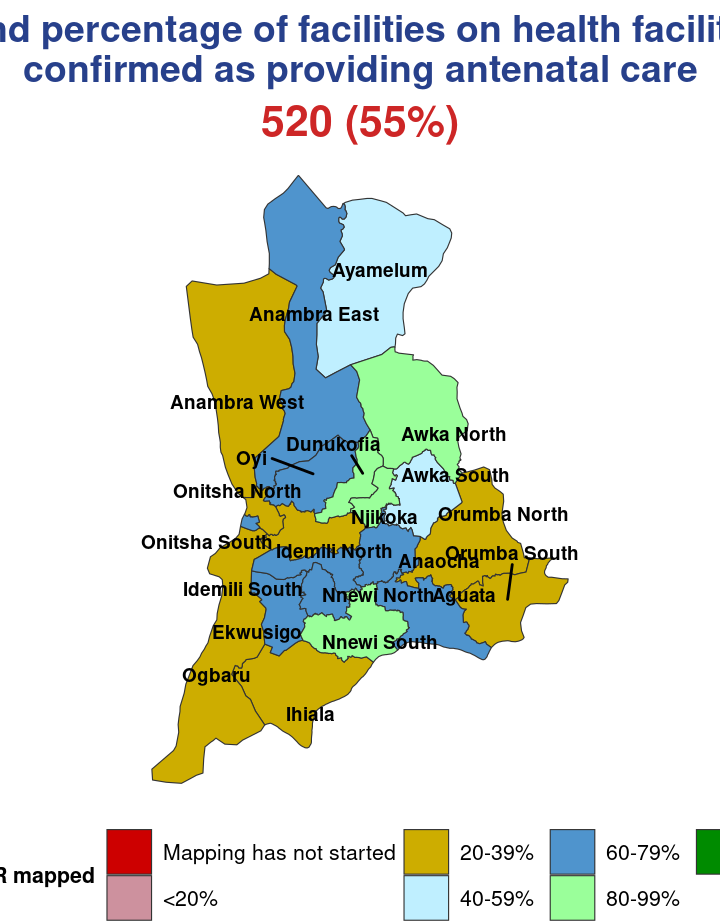 nd percentage of facilities on health facilit
confirmed as providing antenatal care
520 (55%)
Ayamelum
Anambra East
Anambra West
Awka North
Dunukofia
Oyi
Awka South
Onitsha North
Njikoka
Orumba North
Onitsha South
Idemili North
Orumba South
Anaocha
Idemili South
Nnewi North
Aguata
Ekwusigo
Nnewi South
Ogbaru
Ihiala
R mapped
Mapping has not started
20-39%
60-79%
<20%
40-59%
80-99%